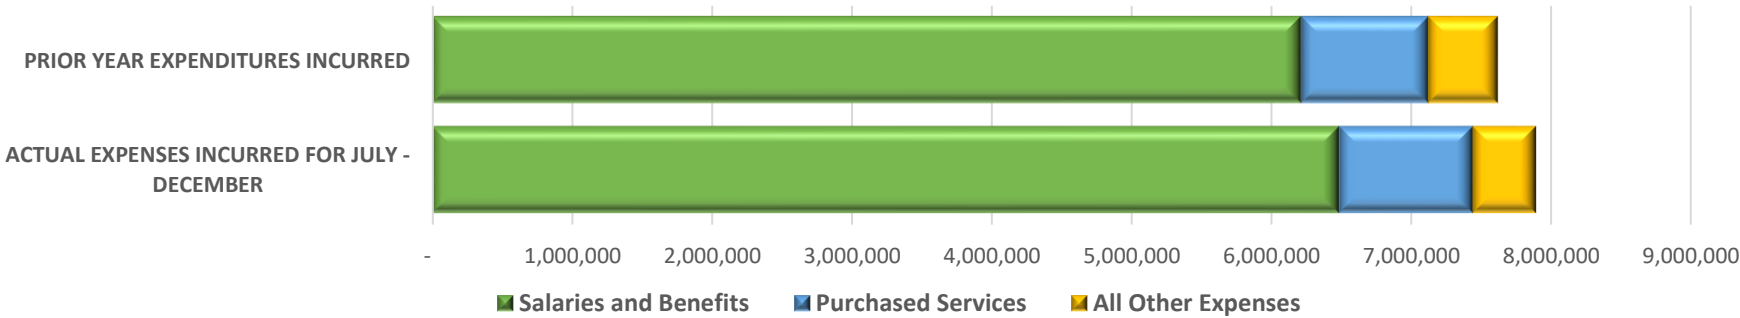 PRIOR YEAR EXPENDITURES INCURRED
ACTUAL EXPENSES INCURRED FOR JULY -
DECEMBER
- 1,000,000 2,000,000 3,000,000 4,000,000 5,000,000 6,000,000 7,000,000 8,000,000 9,000,000
Salaries and Benefits Purchased Services All Other Expenses